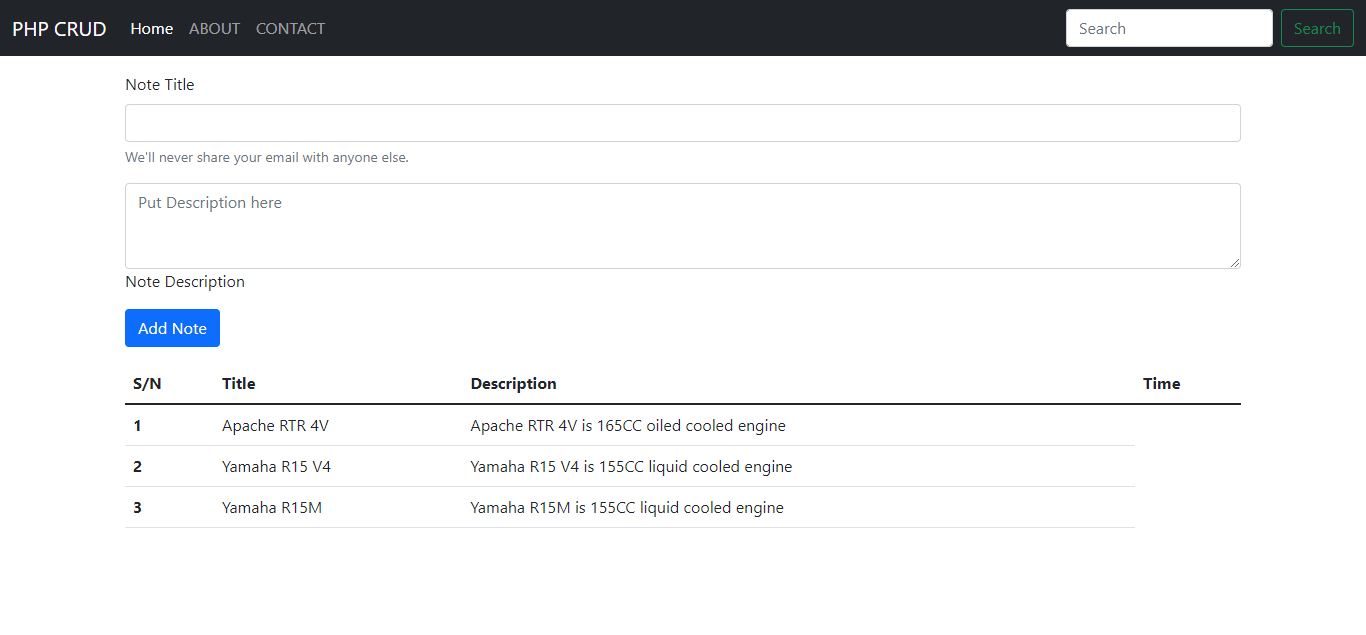 PHP CRUD Home ABOUT CONTACT Search Search
Note Title
We'll never share your email with anyone else.
Put Description here
Note Description
Add Note
S/N Title Description Time
1 Apache RTR 4V Apache RTR 4V is 165CC oiled cooled engine
2 Yamaha R15 V4 Yamaha R15 V4 is 155CC liquid cooled engine
3 Yamaha R15M Yamaha R15M is 155CC liquid cooled engine